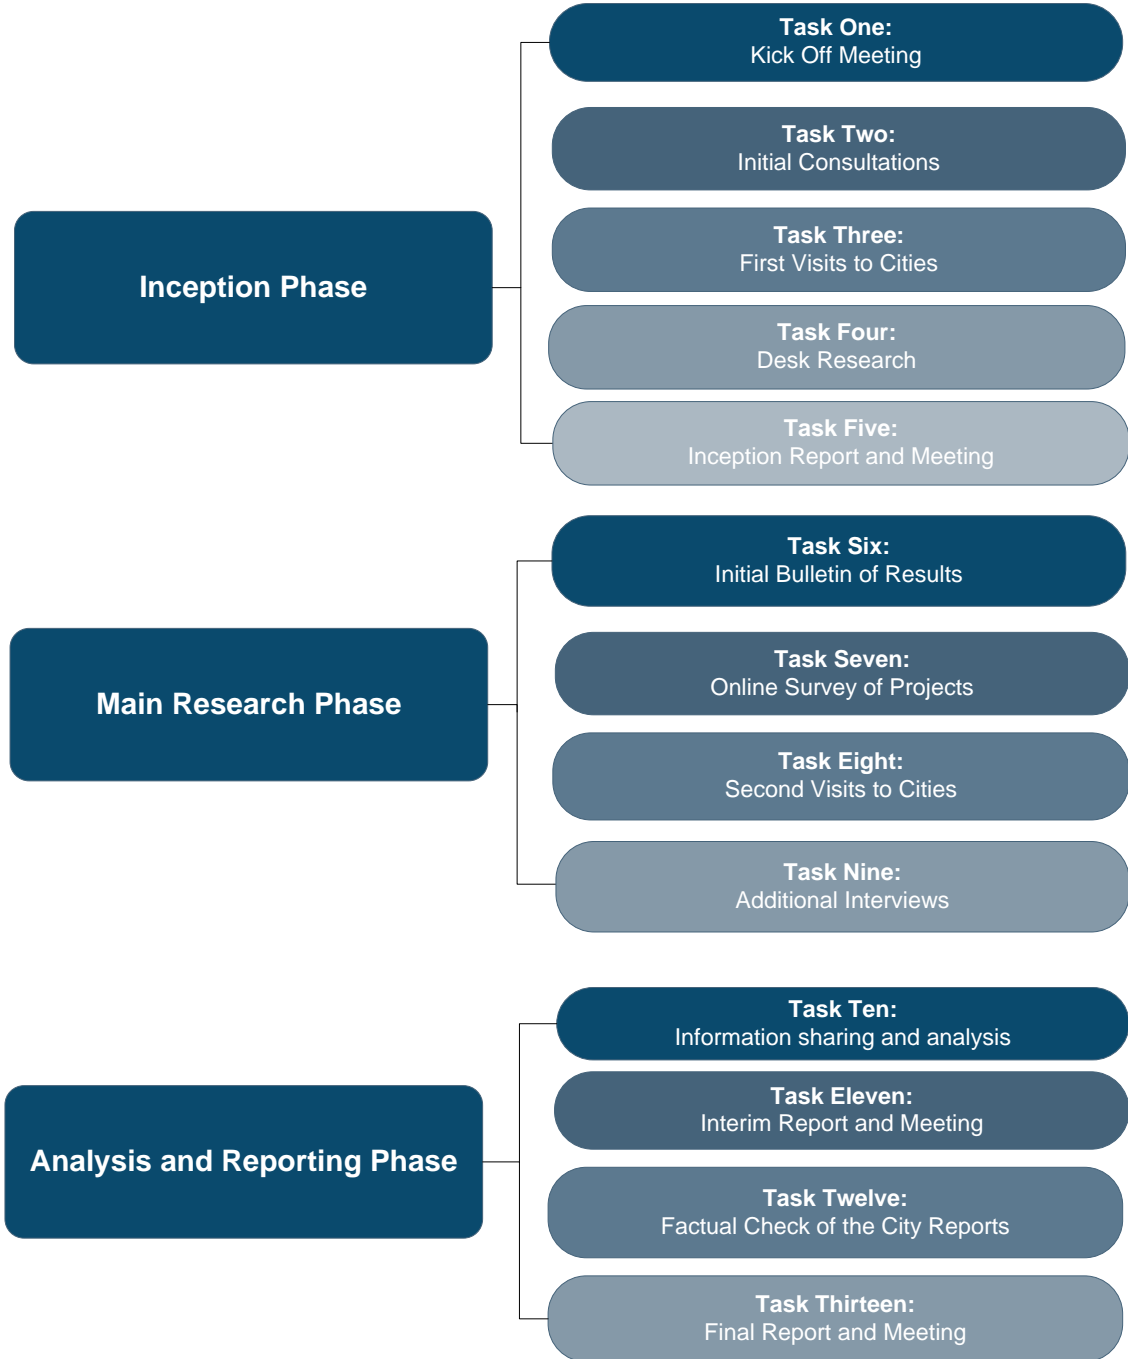 Inception Phase
Task One:
Kick Off Meeting
Task Two:
Initial Consultations
Task Three:
First Visits to Cities
Task Four:
Desk Research
Task Five:
Inception Report and Meeting
Main Research Phase
Task Six:
Initial Bulletin of Results
Task Seven:
Online Survey of Projects
Task Eight:
Second Visits to Cities
Task Nine:
Additional Interviews
Analysis and Reporting Phase
Task Ten:
Information sharing and analysis
Task Eleven:
Interim Report and Meeting
Task Twelve:
Factual Check of the City Reports
Task Thirteen:
Final Report and Meeting